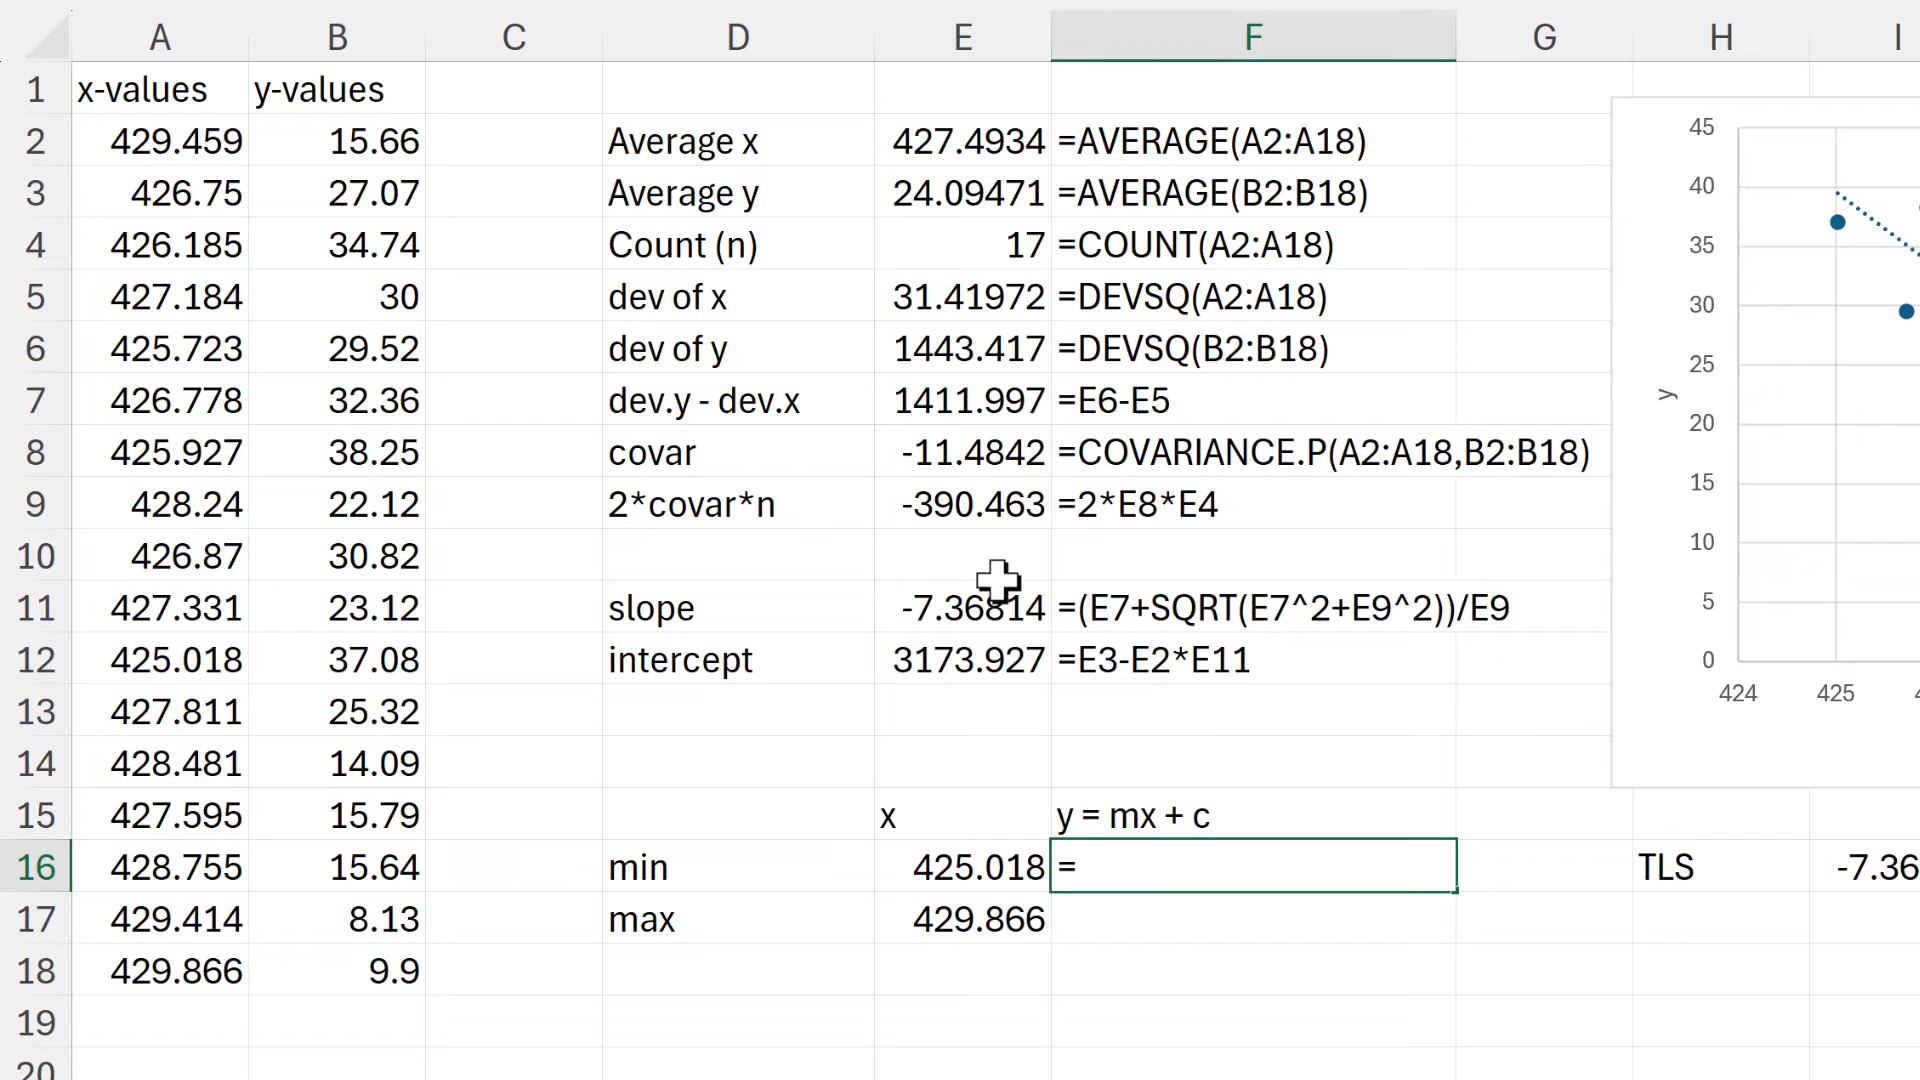 A B C D E F G H I
1 x-values y-values
2 429.459 15.66 Average x 427.4934 =AVERAGE(A2:A18)
3 426.75 27.07 Average y 24.09471 =AVERAGE(B2:B18)
4 426.185 34.74 Count (n) 17 =COUNT(A2:A18)
5 427.184 30 dev of x 31.41972 =DEVSQ(A2:A18)
6 425.723 29.52 dev of y 1443.417 =DEVSQ(B2:B18)
7 426.778 32.36 dev.y - dev.x 1411.997 =E6-E5
8 425.927 38.25 covar -11.4842 =COVARIANCE.P(A2:A18,B2:B18)
9 428.24 22.12 2*covar*n -390.463 =2*E8*E4
10 426.87 30.82
11 427.331 23.12 slope -7.36814 =(E7+SQRT(E7^2+E9^2))/E9
12 425.018 37.08 intercept 3173.927 =E3-E2*E11
13 427.811 25.32
14 428.481 14.09
15 427.595 15.79 x y = mx + c
16 428.755 15.64 min 425.018 = TLS -7.36
17 429.414 8.13 max 429.866
18 429.866 9.9
19
20
45
40
35
30
25
y
20
15
10
5
0
424 425